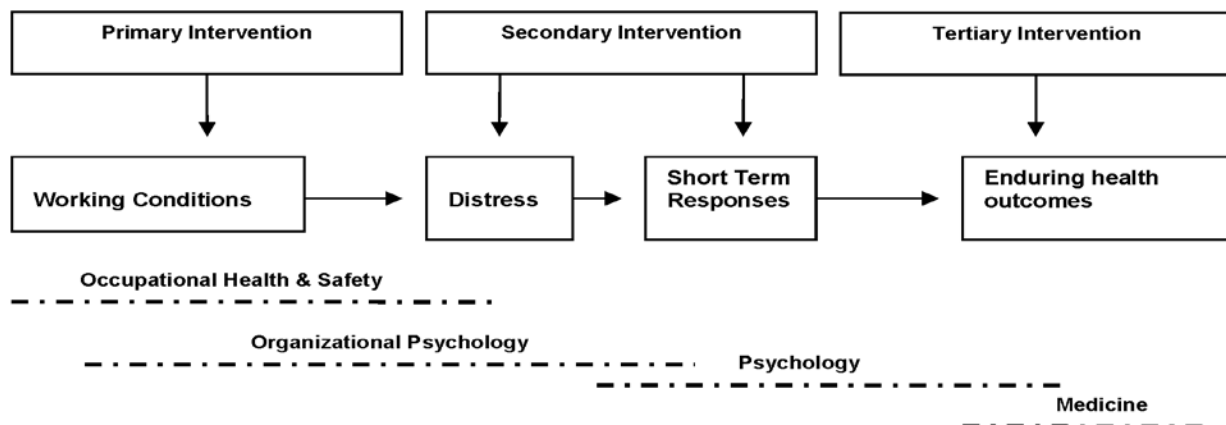 Primary Intervention
Secondary Intervention
Tertiary Intervention
Working Conditions
Distress
Short Term
Responses
Enduring health
outcomes
Occupational Health & Safety
Organizational Psychology
Psychology
Medicine